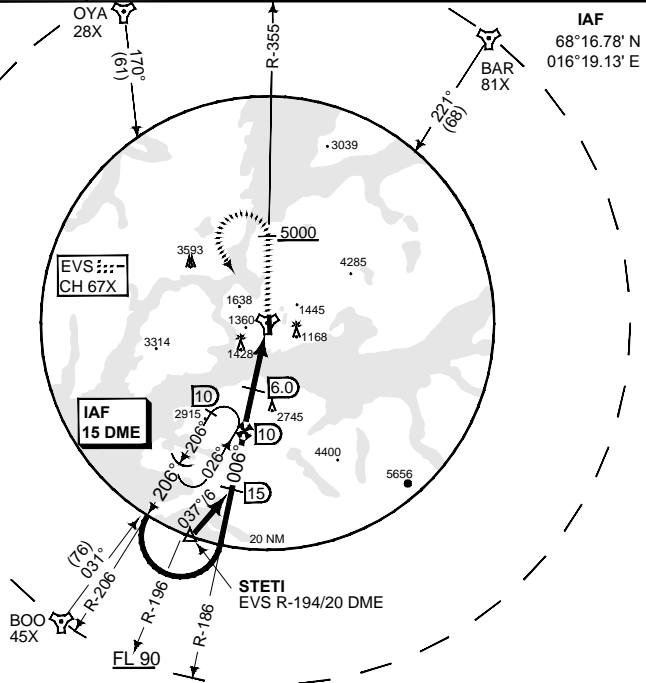 OYA
28X
170°
(61)
R-355
IAF
68°16.78' N
016°19.13' E
BAR
81X
221°
(68)
3039
5000
3593
4285
EVS
CH 67X
1638
1445
1360
1168
3314
1428
6.0
10
2745
IAF
15 DME
2915
10
206°
026°
006°
4400
5656
206°
15
037°/6
20 NM
(76)
031°
R-206
STETI
EVS R-194/20 DME
R-196
R-186
BOO
45X
FL 90